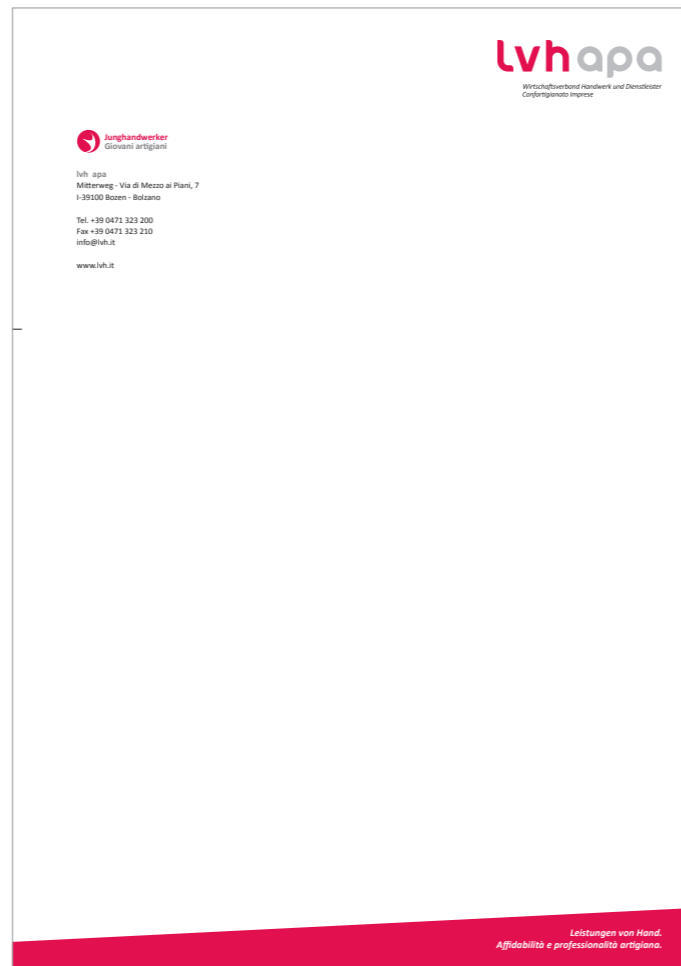 lvhapa
Wirtschaftsverband Handwerk und Dienstleister
Confartigianato Imprese
Junghandwerker
Giovani artigiani
lvh apa
Mitterweg - Via di Mezzo ai Piani, 7
I-39100 Bozen - Bolzano
Tel. +39 0471 323 200
Fax +39 0471 323 210
info@lvh.it
www.lvh.it
Leistungen von Hand.
Affidabilità e professionalità artigiana.